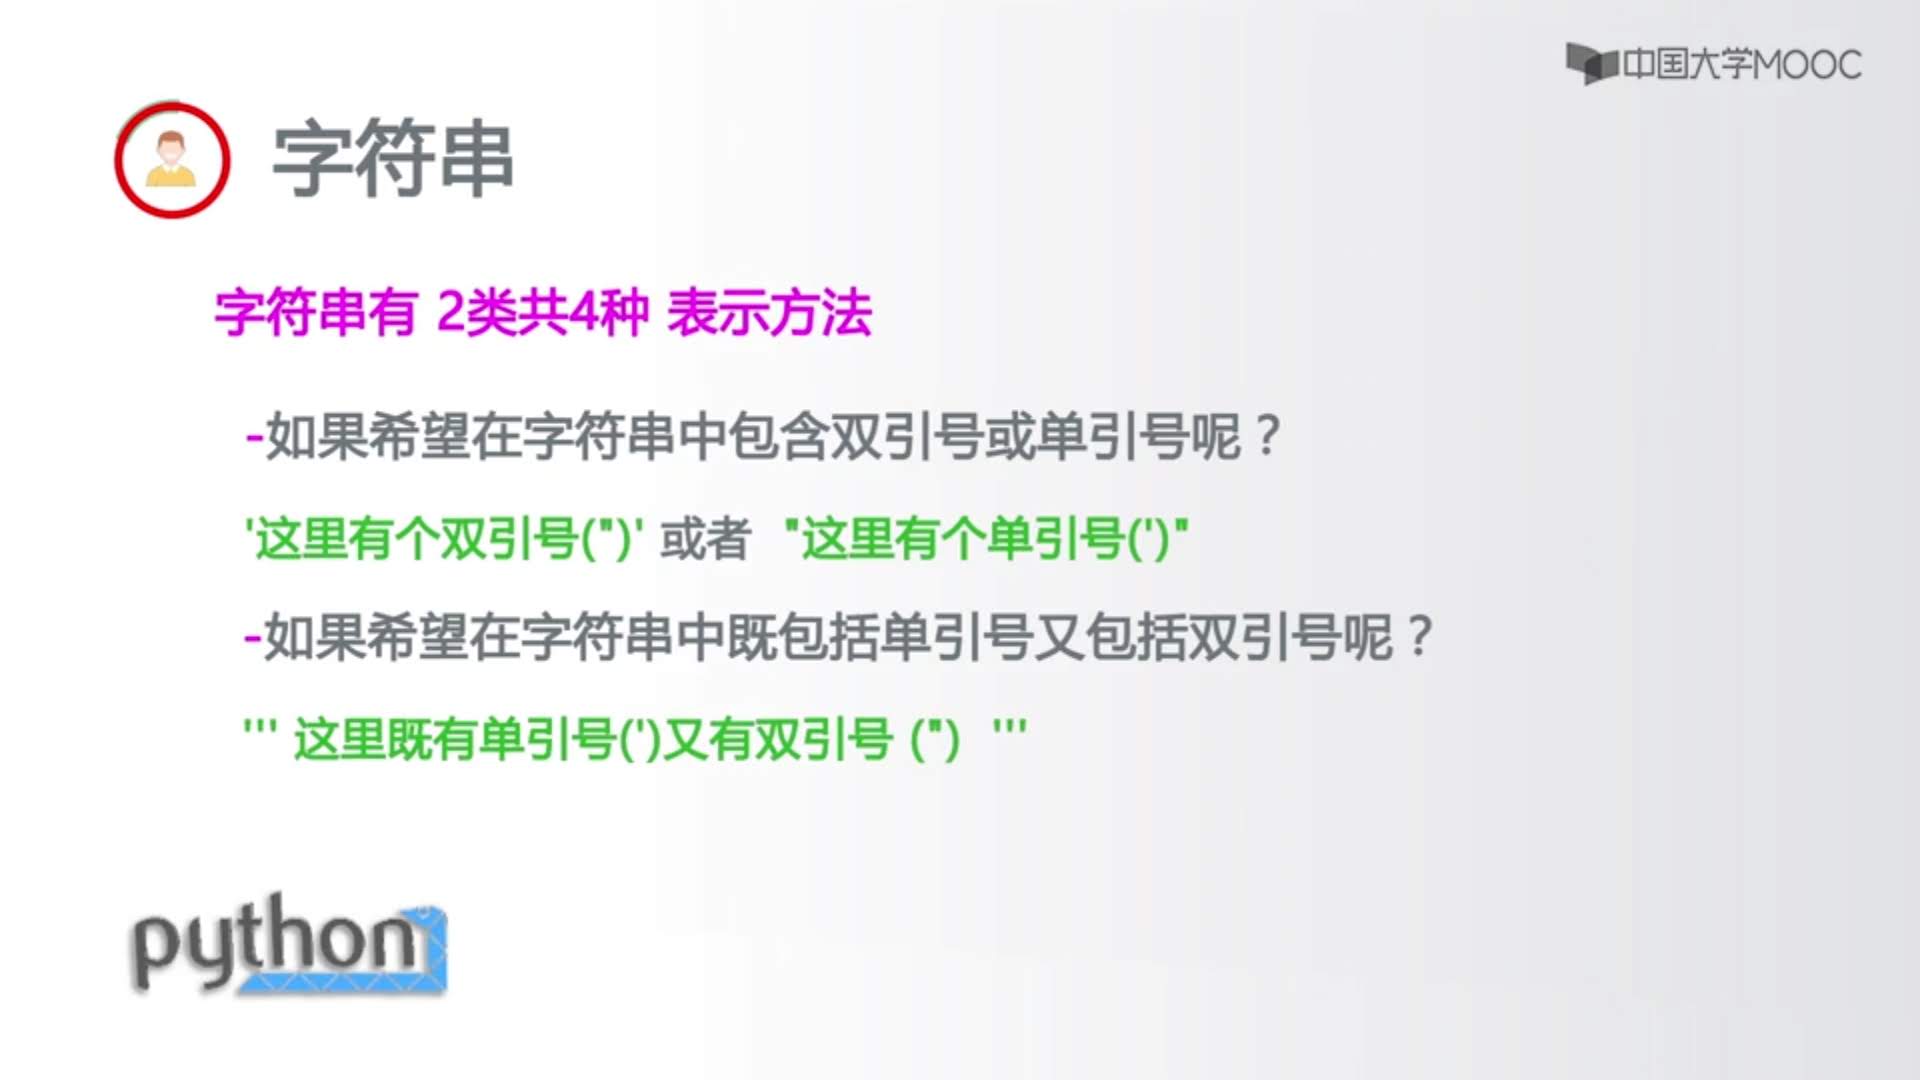 中国大学MOOC
字符串
字符串有 2类共4种 表示方法
-如果希望在字符串中包含双引号或单引号呢？
'这里有个双引号(")' 或者 "这里有个单引号(')"
-如果希望在字符串中既包括单引号又包括双引号呢？
''' 这里既有单引号(')又有双引号 (") '''
python